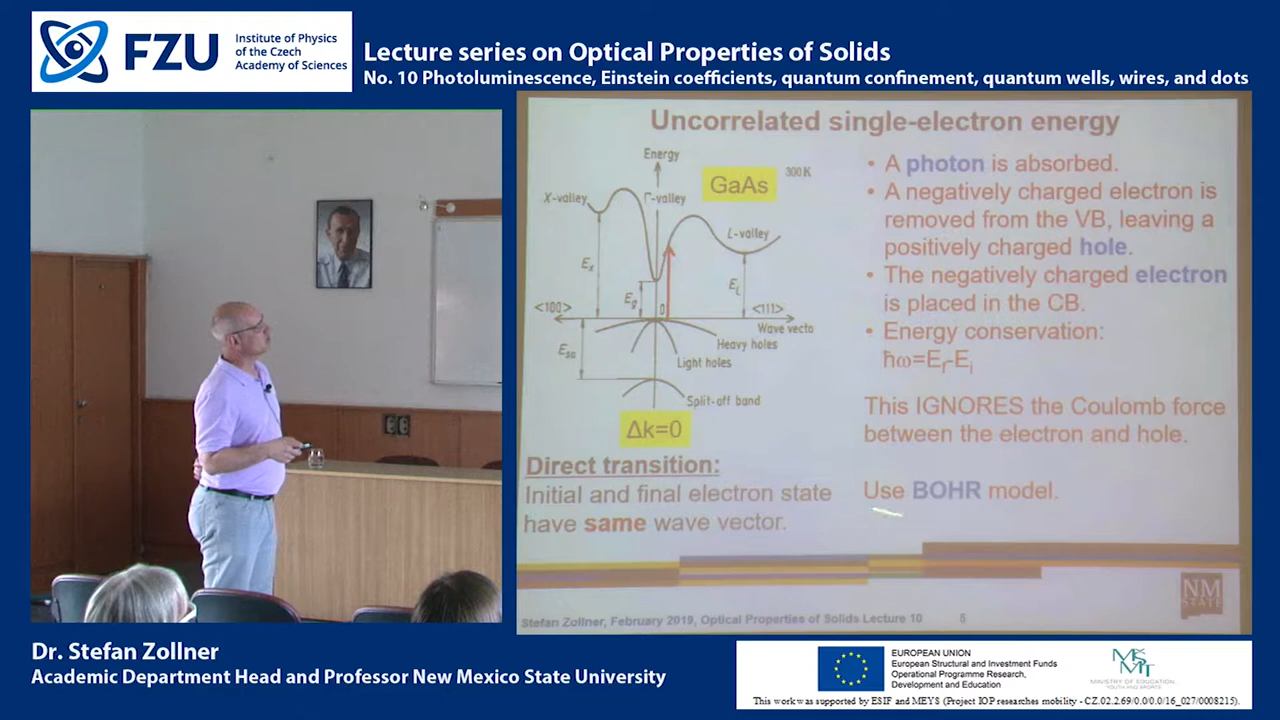 FZU
Institute of Physics
of the Czech
Academy of Sciences
Lecture series on Optical Properties of Solids
No. 10 Photoluminescence, Einstein coefficients, quantum confinement, quantum wells, wires, and dots
Uncorrelated single-electron energy
Energy
GaAs
300 K
X-valley
Γ-valley
L-valley
Ex
Eg
0
EL
<100>
<111>
Wave vecto
Heavy holes
Eso
Light holes
Split-off band
Δk=0
Direct transition:
Initial and final electron state
have same wave vector.
• A photon is absorbed.
• A negatively charged electron is
removed from the VB, leaving a
positively charged hole.
• The negatively charged electron
is placed in the CB.
• Energy conservation:
ħω=Ef-Ei
This IGNORES the Coulomb force
between the electron and hole.
Use BOHR model.
Stefan Zollner, February 2019, Optical Properties of Solids Lecture 10
NM
STATE
Dr. Stefan Zollner
Academic Department Head and Professor New Mexico State University
EUROPEAN UNION
European Structural and Investment Funds
Operational Programme Research,
Development and Education
MINISTRY OF EDUCATION,
YOUTH AND SPORTS
This work was supported by ESIF and MEYS (Project IOP researches mobility - CZ.02.2.69/0.0/0.0/16_027/0008215).